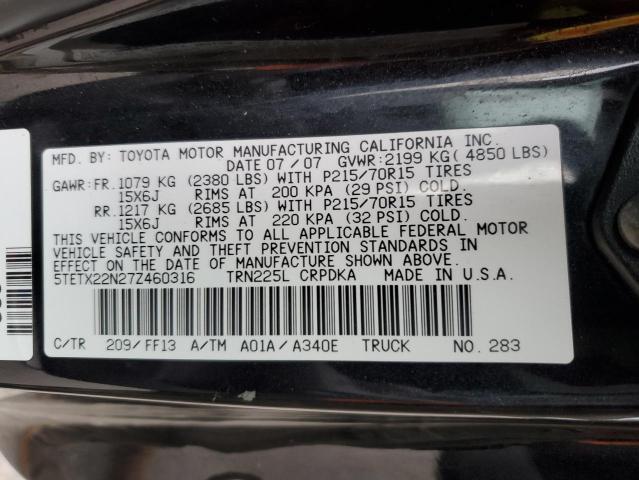 MFD. BY: TOYOTA MOTOR MANUFACTURING CALIFORNIA INC.
DATE 07/07 GVWR:2199 KG( 4850 LBS)
GAWR:FR.1079 KG (2380 LBS) WITH P215/70R15 TIRES
15X6J RIMS AT 200 KPA (29 PSI) COLD.
RR.1217 KG (2685 LBS) WITH P215/70R15 TIRES
15X6J RIMS AT 220 KPA (32 PSI) COLD.
THIS VEHICLE CONFORMS TO ALL APPLICABLE FEDERAL MOTOR
VEHICLE SAFETY AND THEFT PREVENTION STANDARDS IN
EFFECT ON THE DATE OF MANUFACTURE SHOWN ABOVE.
5TETX22N27Z460316 TRN225L CRPDKA MADE IN U.S.A.
C/TR 209/FF13 A/TM A01A/A340E TRUCK NO. 283